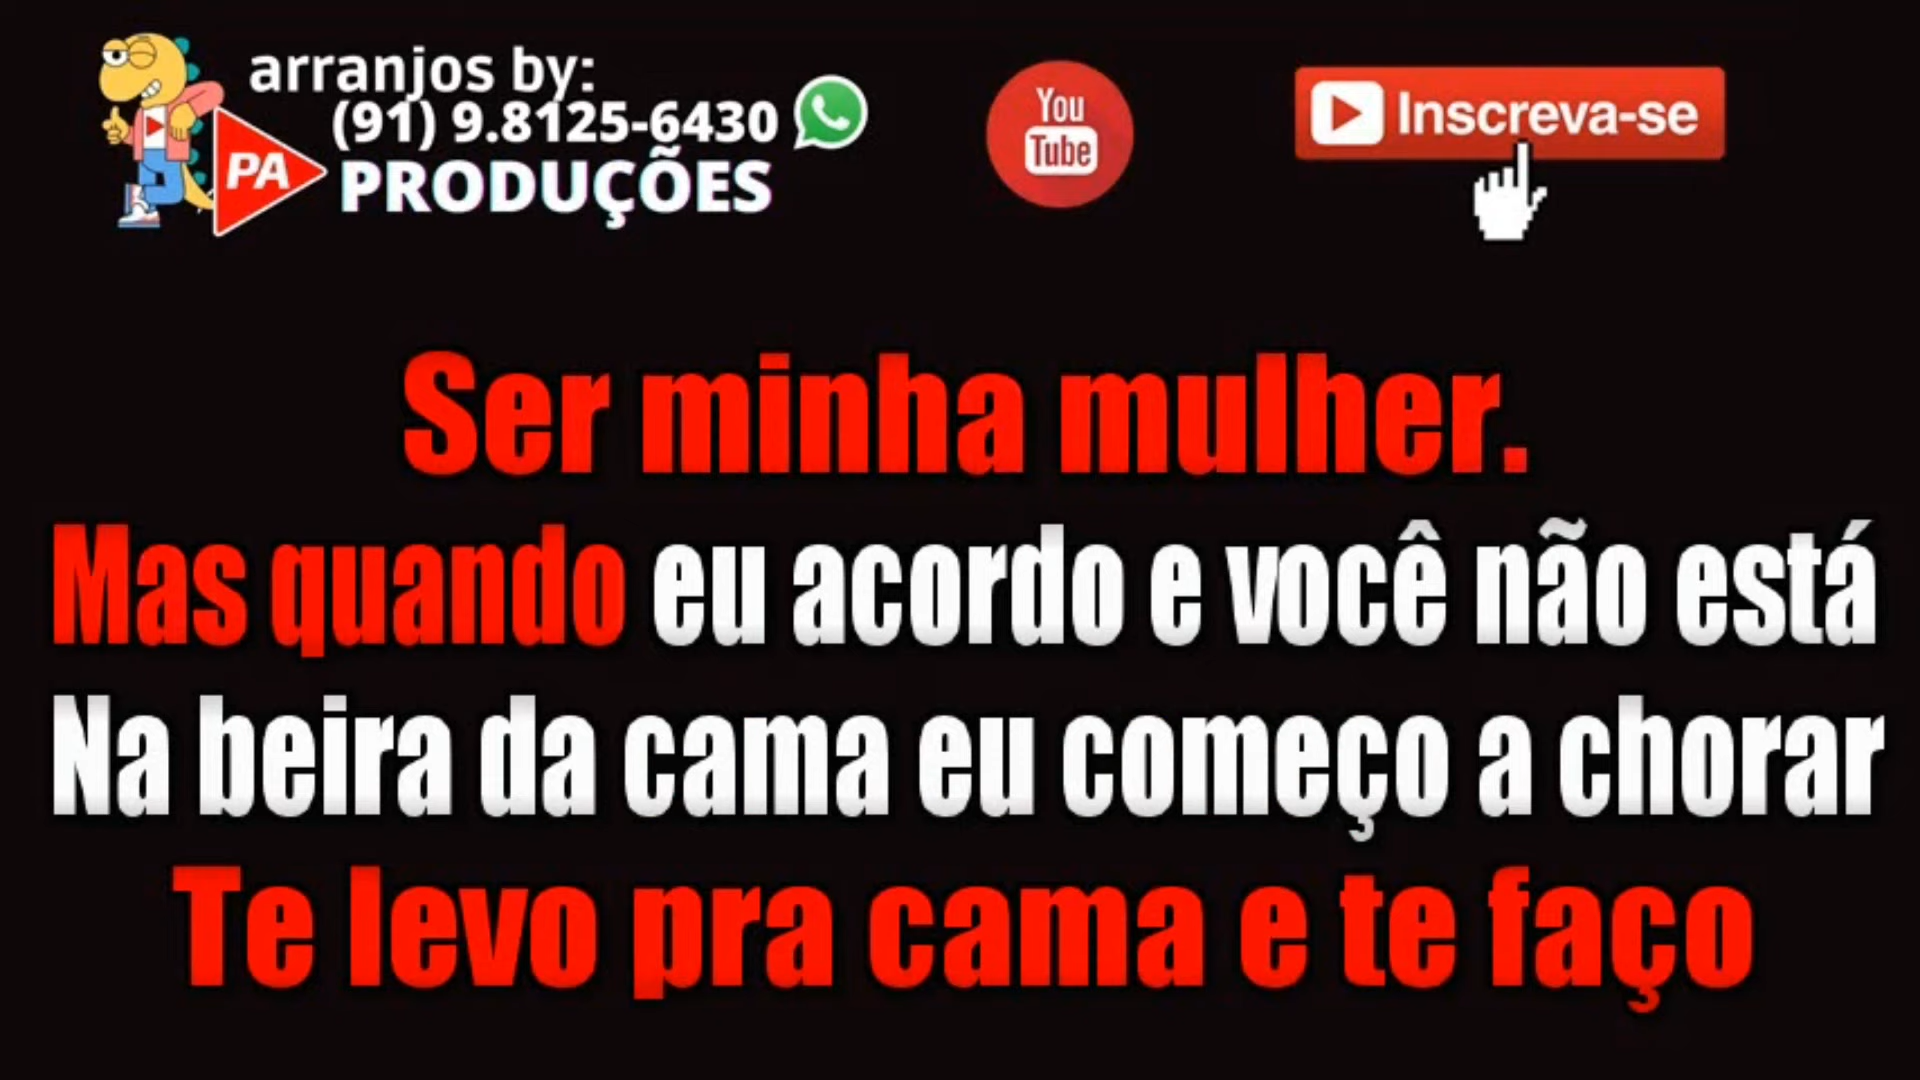 arranjos by:
(91) 9.8125-6430
PA PRODUÇÕES
You
Tube
Inscreva-se
Ser minha mulher.
Mas quando eu acordo e você não está
Na beira da cama eu começo a chorar
Te levo pra cama e te faço